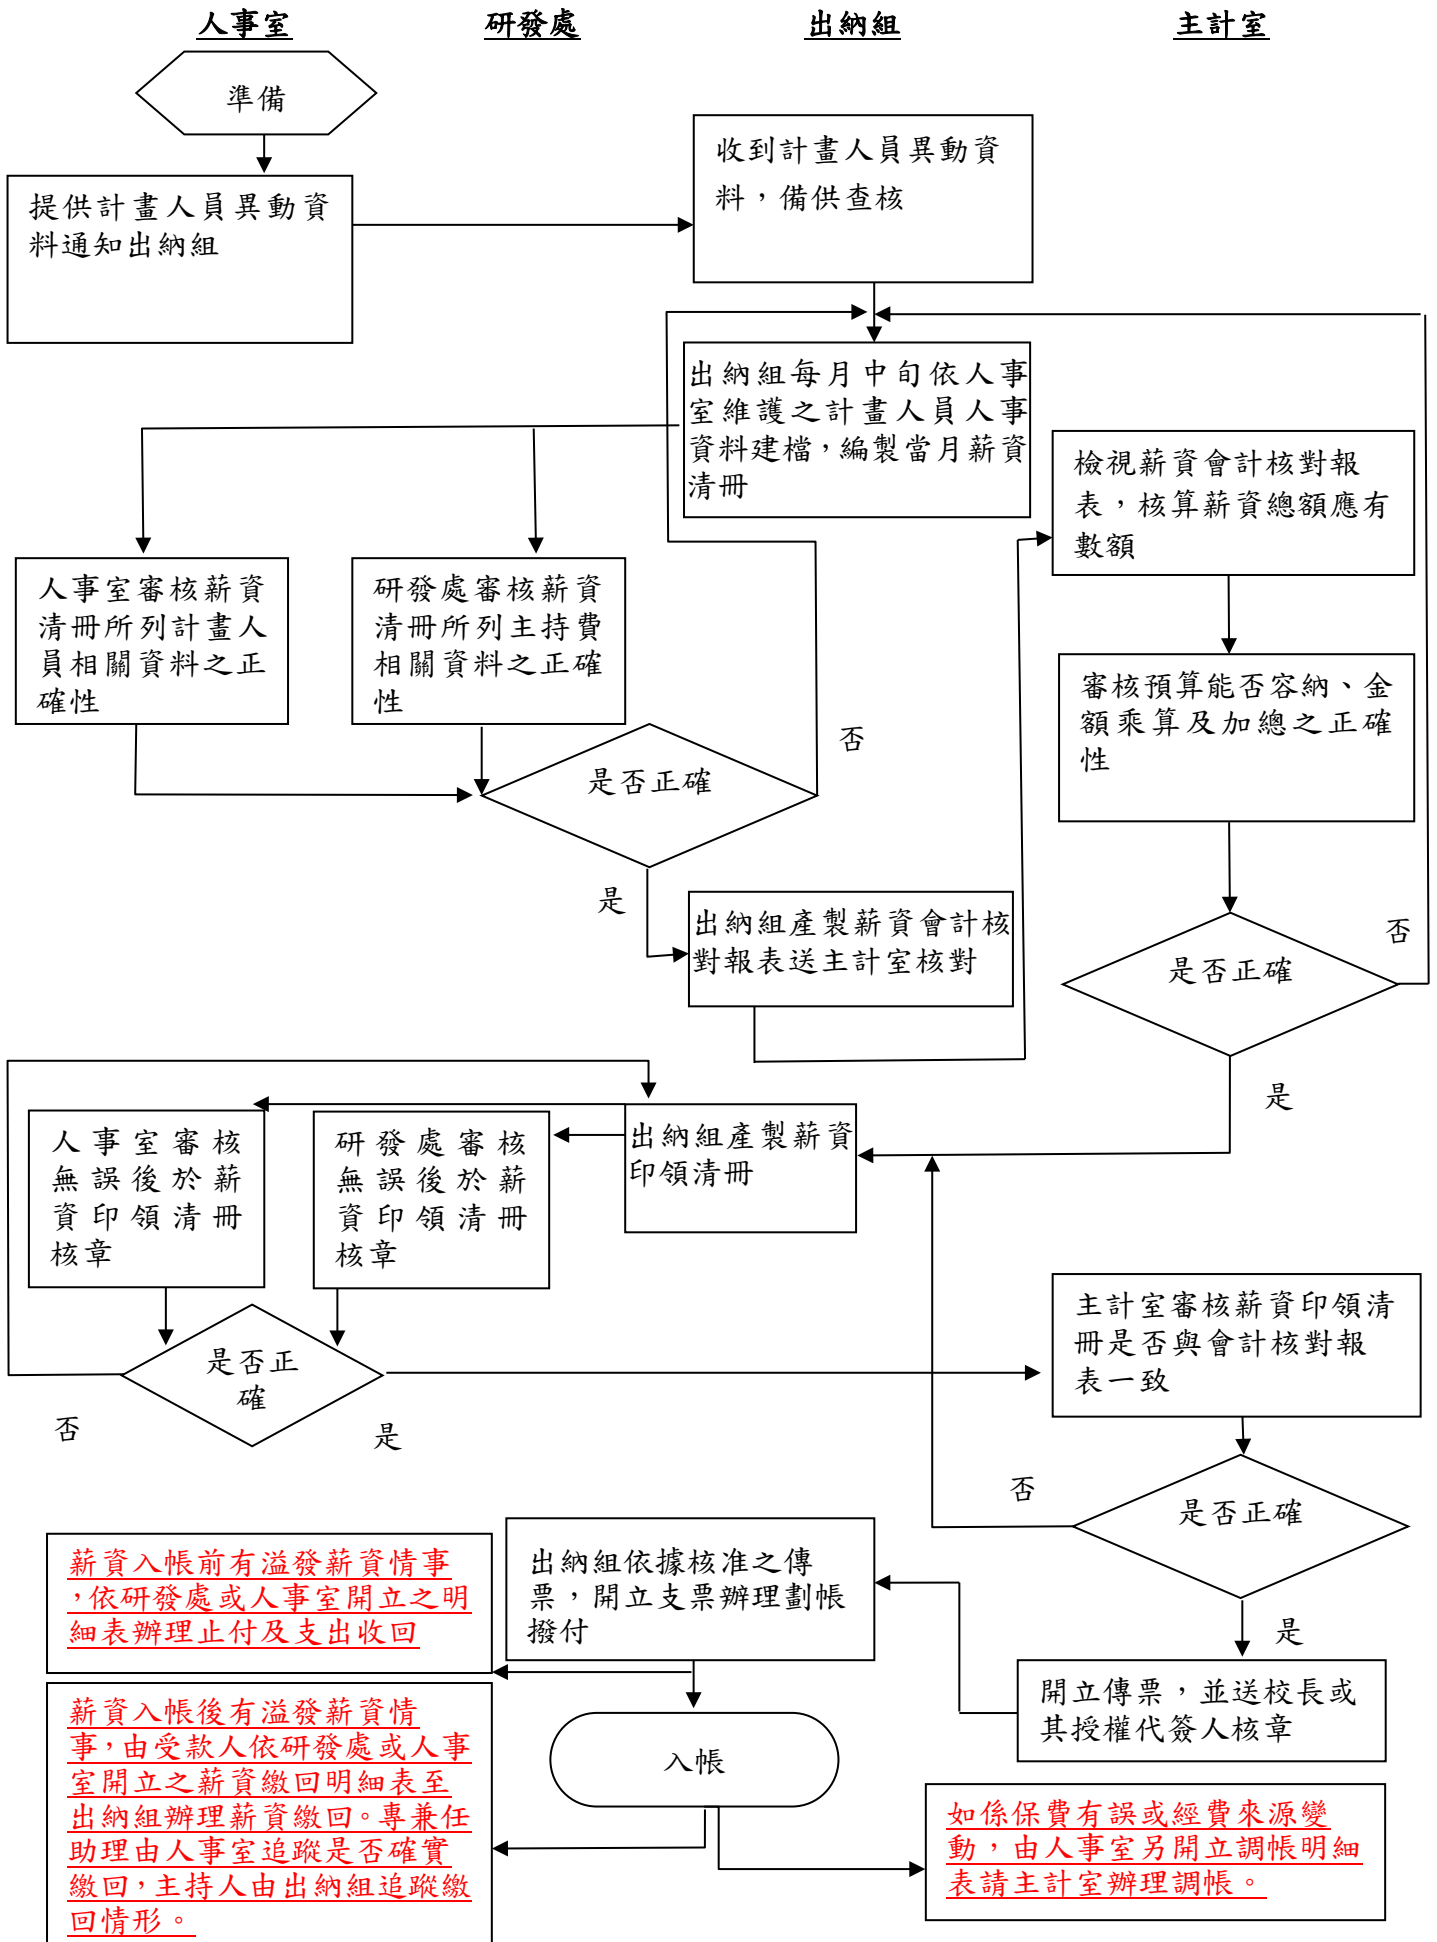 人事室
研發處
出納組
主計室
準備
提供計畫人員異動資
料通知出納組
收到計畫人員異動資
料，備供查核
出納組每月中旬依人事
室維護之計畫人員人事
資料建檔，編製當月薪資
清冊
人事室審核薪資
清冊所列計畫人
員相關資料之正
確性
研發處審核薪資
清冊所列主持費
相關資料之正確
性
是否正確
否
是
出納組產製薪資會計核
對報表送主計室核對
檢視薪資會計核對報
表，核算薪資總額應有
數額
審核預算能否容納、金
額乘算及加總之正確
性
是否正確
否
是
出納組產製薪資
印領清冊
人事室審核
無誤後於薪
資印領清冊
核章
研發處審核
無誤後於薪
資印領清冊
核章
是否正
確
否
是
主計室審核薪資印領清
冊是否與會計核對報
表一致
是否正確
否
是
開立傳票，並送校長或
其授權代簽人核章
出納組依據核准之傳
票，開立支票辦理劃帳
撥付
薪資入帳前有溢發薪資情事
，依研發處或人事室開立之明
細表辦理止付及支出收回
入帳
薪資入帳後有溢發薪資情
事，由受款人依研發處或人事
室開立之薪資繳回明細表至
出納組辦理薪資繳回。專兼任
助理由人事室追蹤是否確實
繳回，主持人由出納組追蹤繳
回情形。
如係保費有誤或經費來源變
動，由人事室另開立調帳明細
表請主計室辦理調帳。